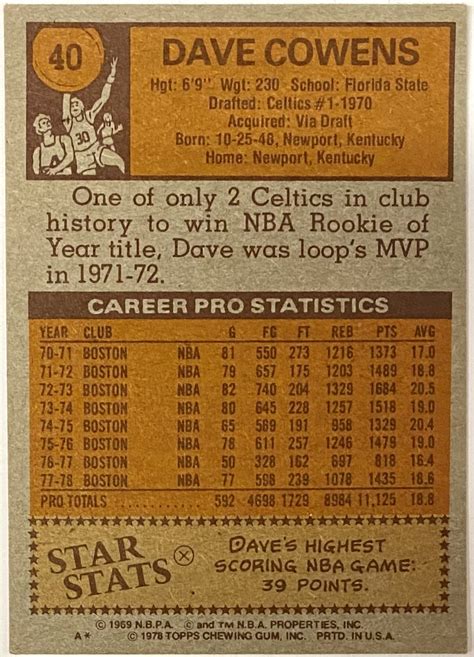 40
DAVE COWENS
Hgt: 6'9" Wgt: 230 School: Florida State
Drafted: Celtics #1-1970
Acquired: Via Draft
Born: 10-25-48, Newport, Kentucky
Home: Newport, Kentucky
30
One of only 2 Celtics in club
history to win NBA Rookie of
Year title, Dave was loop's MVP
in 1971-72.
CAREER PRO STATISTICS
YEAR CLUB G FG FT REB PTS AVG
70-71 BOSTON NBA 81 550 273 1216 1373 17.0
71-72 BOSTON NBA 79 657 175 1203 1489 18.8
72-73 BOSTON NBA 82 740 204 1329 1684 20.5
73-74 BOSTON NBA 80 645 228 1257 1518 19.0
74-75 BOSTON NBA 65 569 191 958 1329 20.4
75-76 BOSTON NBA 78 611 257 1246 1479 19.0
76-77 BOSTON NBA 50 328 162 697 818 16.4
77-78 BOSTON NBA 77 598 239 1078 1435 18.6
PRO TOTALS 592 4698 1729 8984 11,125 18.8
STAR
STATS
DAVE'S HIGHEST
SCORING NBA GAME:
39 POINTS.
© 1969 N.B.P.A. © and TM N.B.A. PROPERTIES, INC.
A* © 1978 TOPPS CHEWING GUM, INC. PRTD. IN U.S.A.